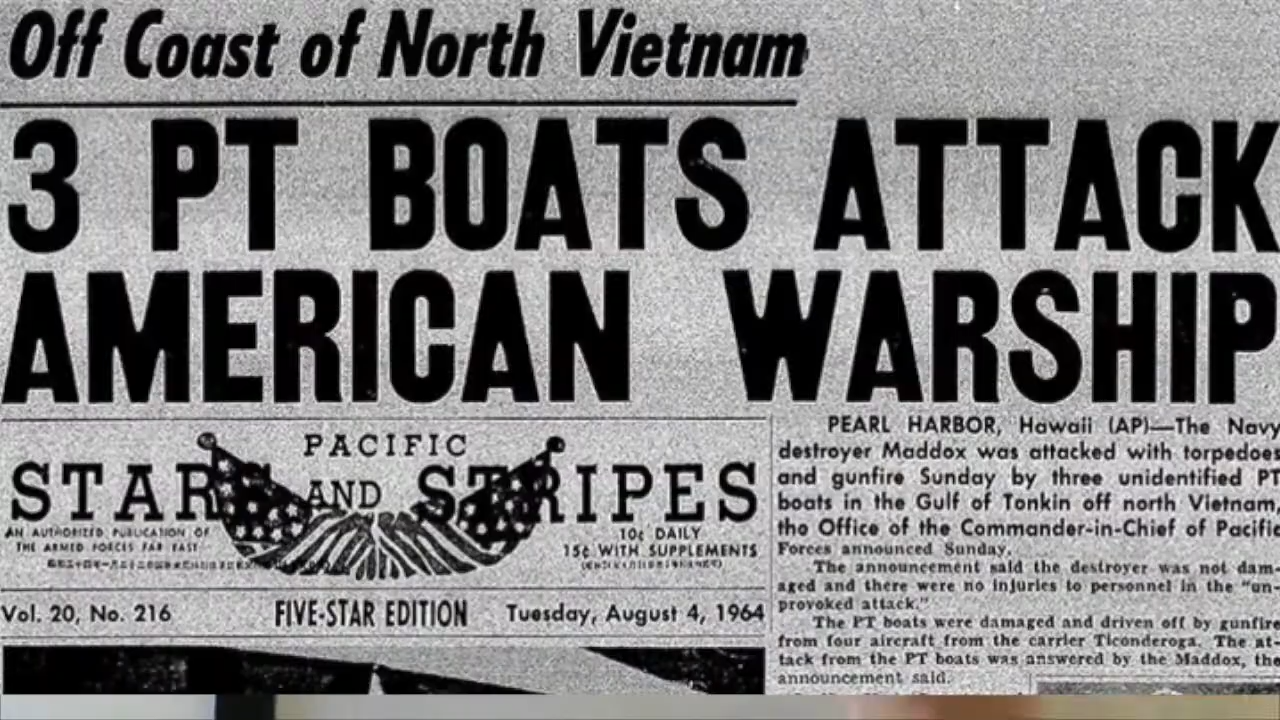 Off Coast of North Vietnam
3 PT BOATS ATTACK
AMERICAN WARSHIP
PACIFIC
STARS AND STRIPES
AN AUTHORIZED PUBLICATION OF
THE ARMED FORCES FAR EAST
10¢ DAILY
15¢ WITH SUPPLEMENTS
Vol. 20, No. 216 FIVE-STAR EDITION Tuesday, August 4, 1964
PEARL HARBOR, Hawaii (AP)—The Navy
destroyer Maddox was attacked with torpedoes
and gunfire Sunday by three unidentified PT
boats in the Gulf of Tonkin off north Vietnam,
the Office of the Commander-in-Chief of Pacific
Forces announced Sunday.
The announcement said the destroyer was not dam-
aged and there were no injuries to personnel in the "un-
provoked attack."
The PT boats were damaged and driven off by gunfire
from four aircraft from the carrier Ticonderoga. The at-
tack from the PT boats was answered by the Maddox, the
announcement said.